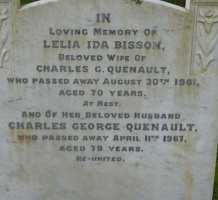 IN
LOVING MEMORY OF
LELIA IDA BISSON,
BELOVED WIFE OF
CHARLES G. QUENAULT,
WHO PASSED AWAY AUGUST 30TH 1961,
AGED 70 YEARS.
AT REST.
AND OF HER BELOVED HUSBAND
CHARLES GEORGE QUENAULT,
WHO PASSED AWAY APRIL 11TH 1967,
AGED 79 YEARS.
RE-UNITED.